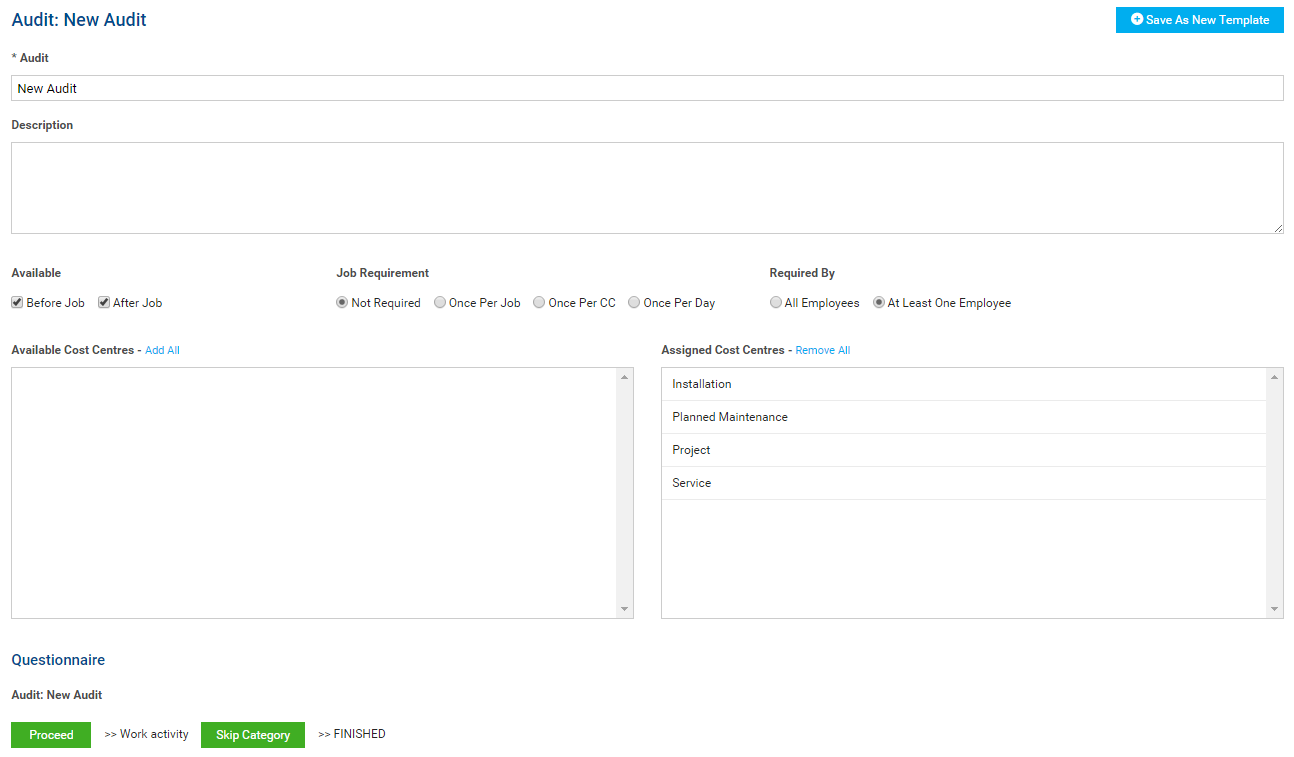 Audit: New Audit
Save As New Template
* Audit
New Audit
Description
Available
Job Requirement
Required By
Before Job After Job
Not Required Once Per Job Once Per CC Once Per Day
All Employees At Least One Employee
Available Cost Centres - Add All
Assigned Cost Centres - Remove All
Installation
Planned Maintenance
Project
Service
Questionnaire
Audit: New Audit
Proceed >> Work activity Skip Category >> FINISHED